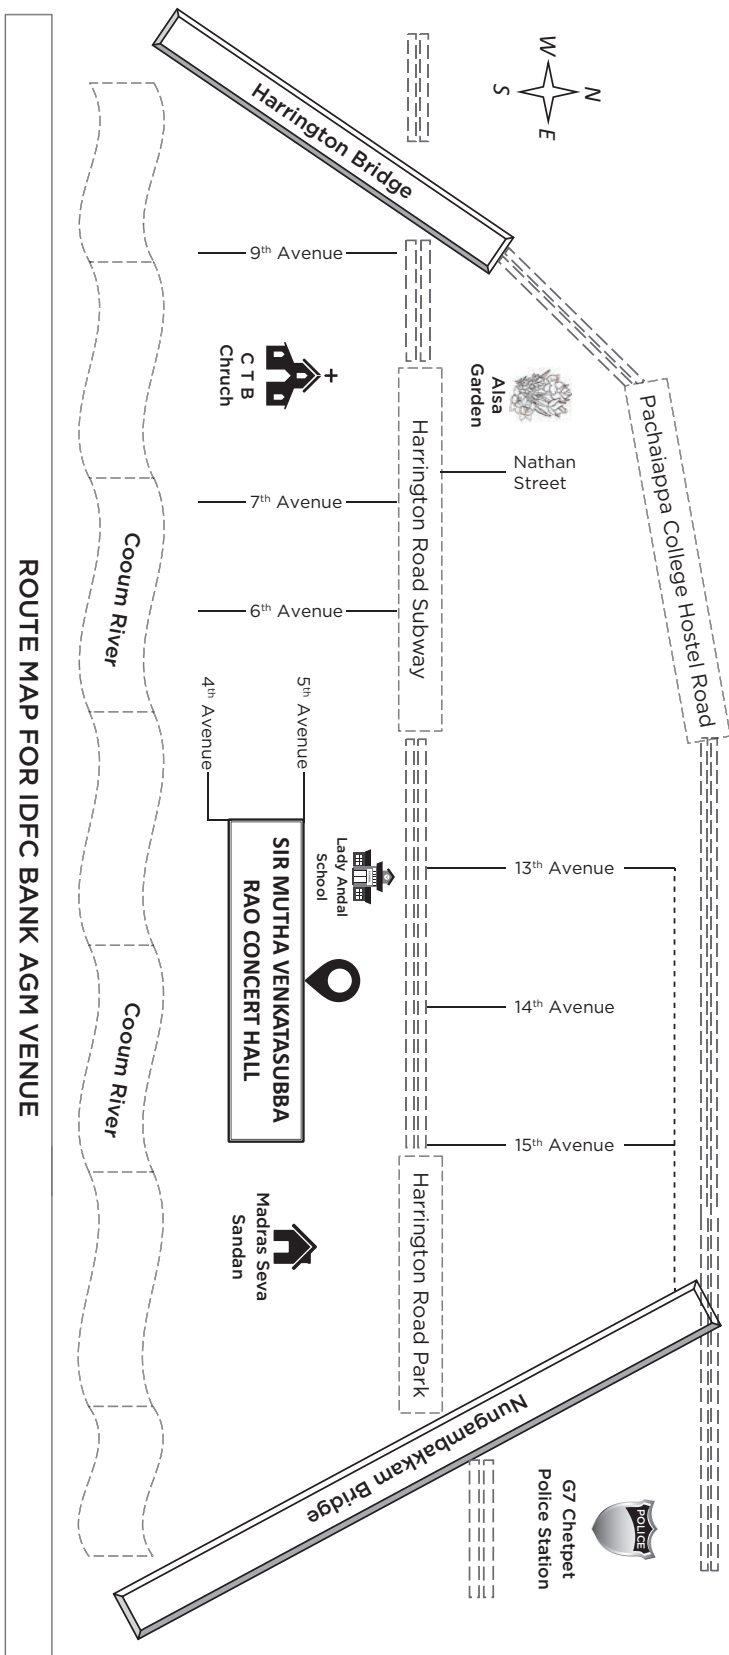 W
N
S
E
Harrington Bridge
9th Avenue
C T B
Chruch
Alsa
Garden
Nathan
Street
Pachaiappa College Hostel Road
Harrington Road Subway
7th Avenue
6th Avenue
Cooum River
5th Avenue
4th Avenue
Lady Andal
School
SIR MUTHA VENKATASUBBA
RAO CONCERT HALL
13th Avenue
14th Avenue
15th Avenue
Cooum River
Madras Seva
Sandan
Harrington Road Park
Nungambakkam Bridge
POLICE
G7 Chetpet
Police Station
ROUTE MAP FOR IDFC BANK AGM VENUE